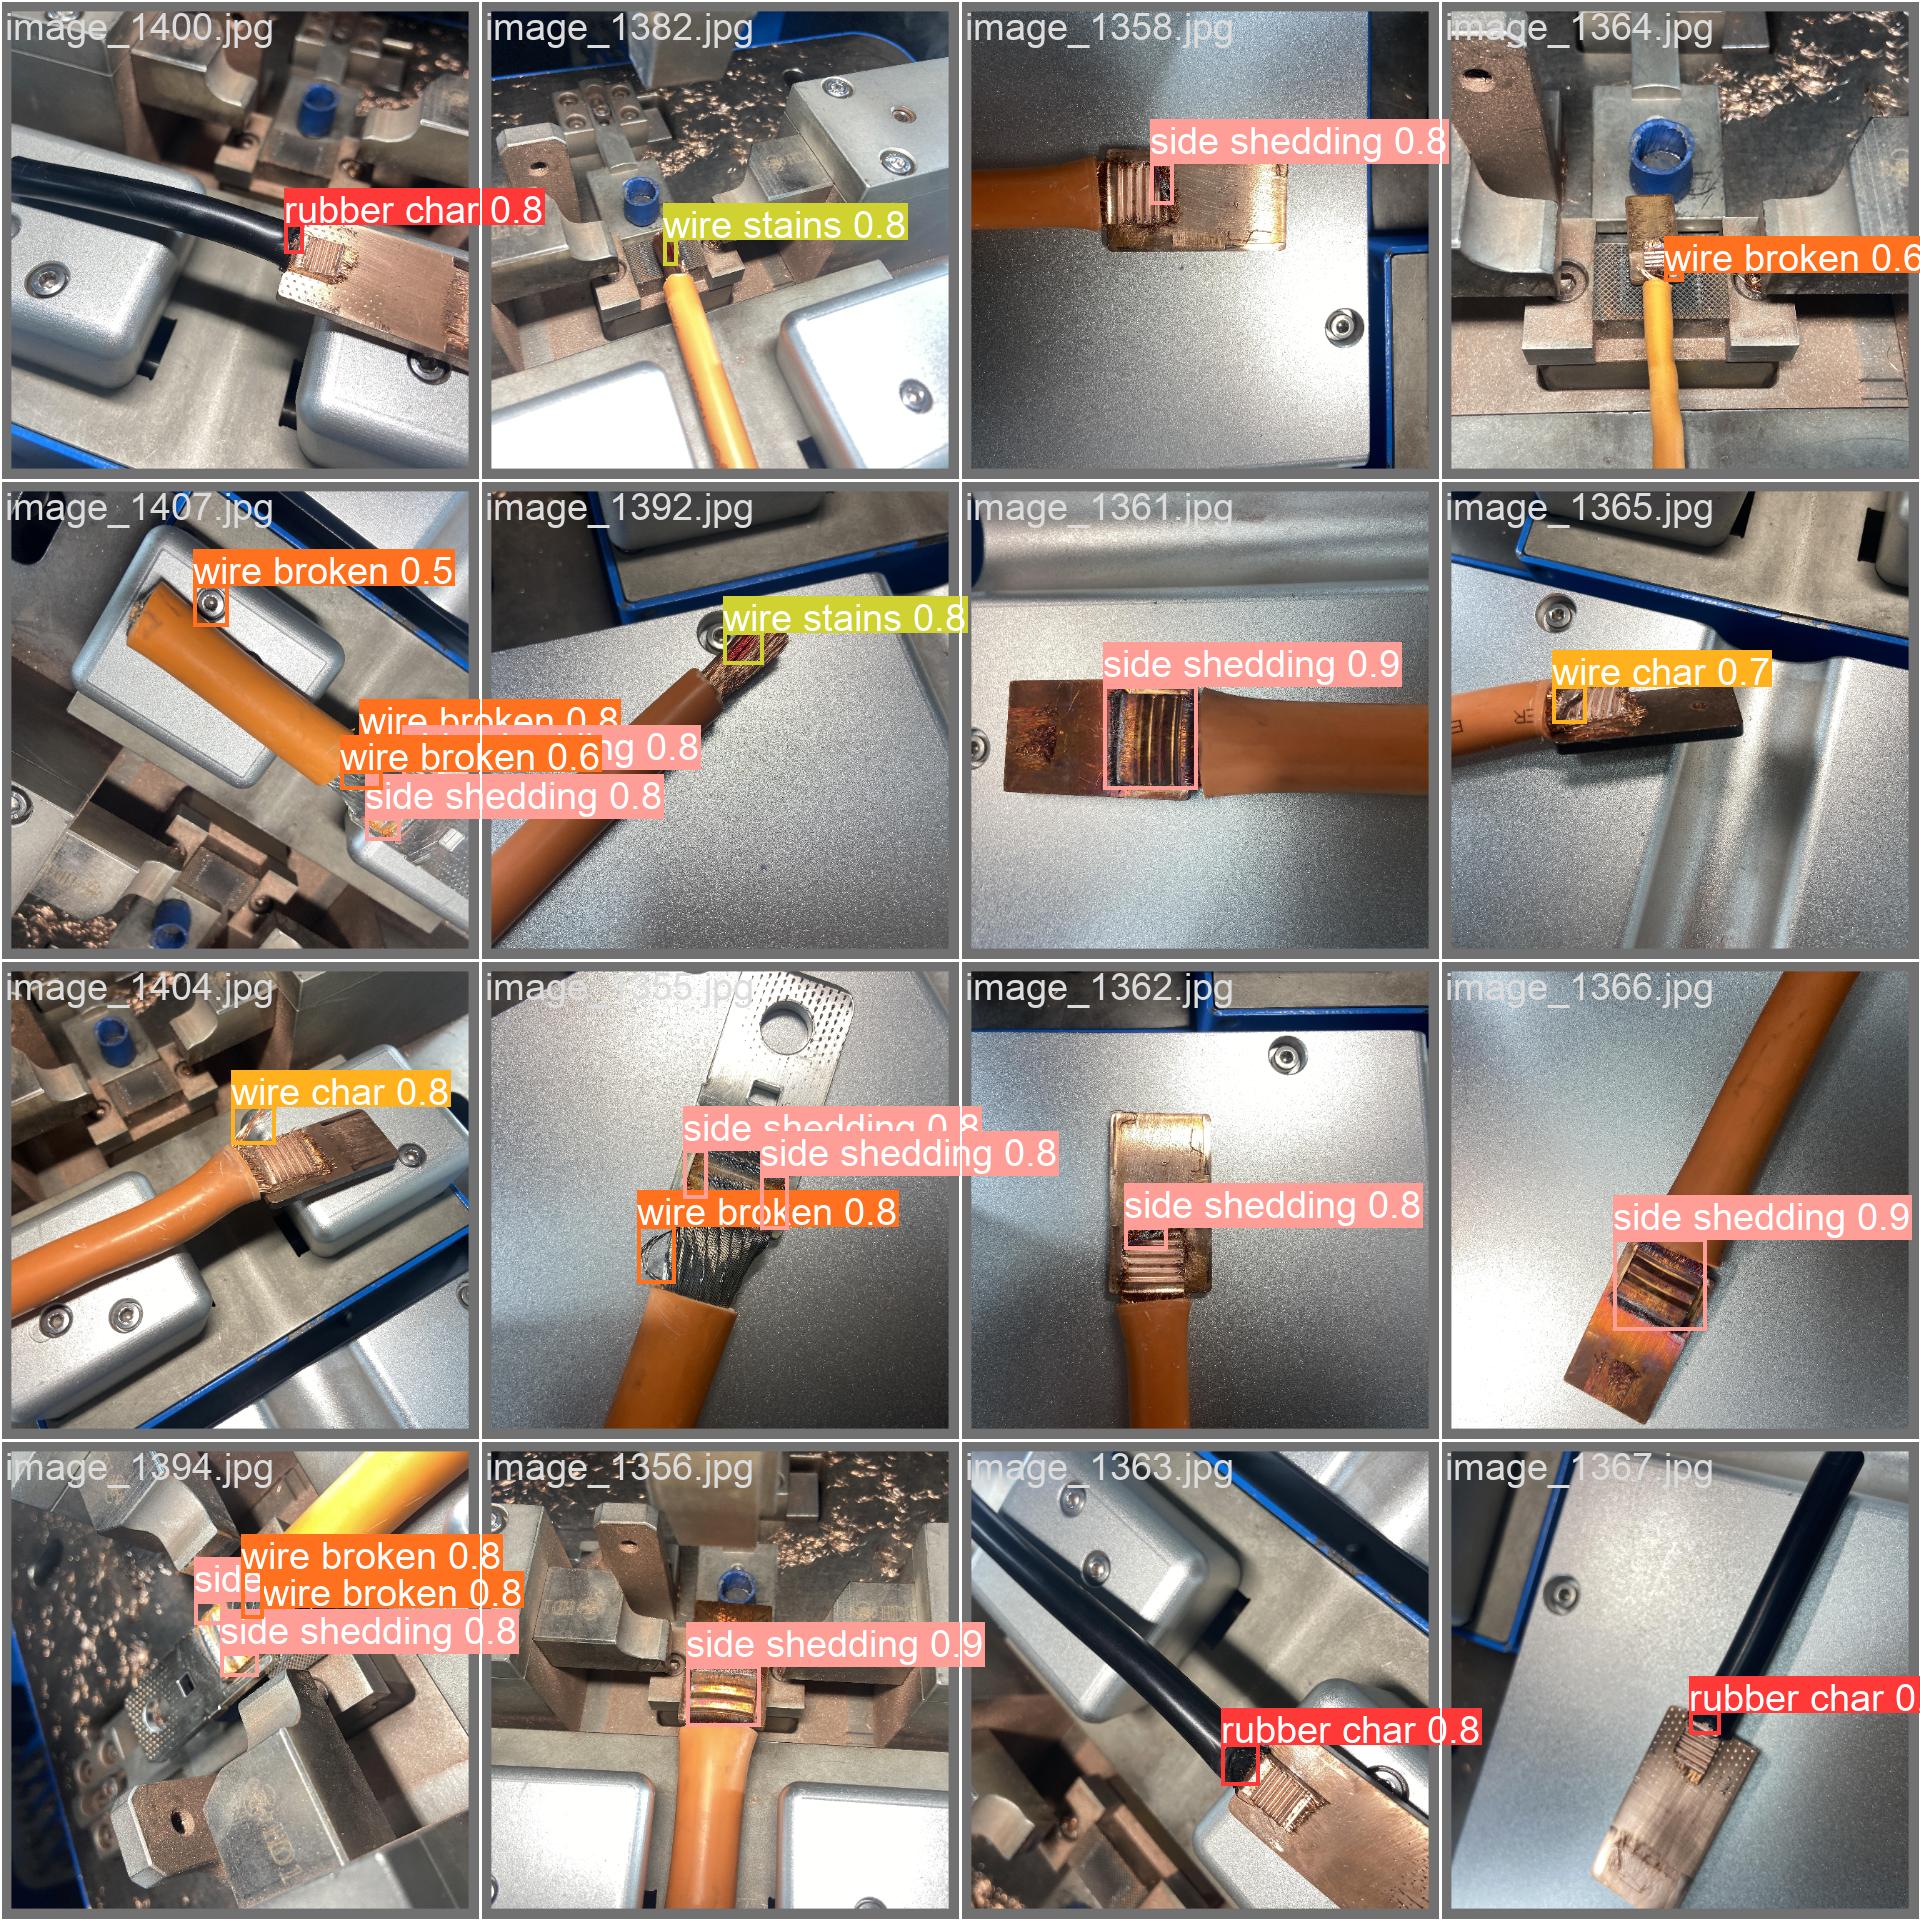 image_1400.jpg
rubber char 0.8
image_1382.jpg
wire stains 0.8
image_1358.jpg
side shedding 0.8
image_1364.jpg
wire broken 0.6
image_1407.jpg
wire broken 0.5
wire broken 0.8
ng 0.8
wire broken 0.6
side shedding 0.8
image_1392.jpg
wire stains 0.8
image_1361.jpg
side shedding 0.9
image_1365.jpg
wire char 0.7
image_1404.jpg
wire char 0.8
image_1355.jpg
side shedding 0.8
side shedding 0.8
wire broken 0.8
image_1362.jpg
side shedding 0.8
image_1366.jpg
side shedding 0.9
image_1394.jpg
wire broken 0.8
side
wire broken 0.8
side shedding 0.8
image_1356.jpg
side shedding 0.9
image_1363.jpg
rubber char 0.8
image_1367.jpg
rubber char 0